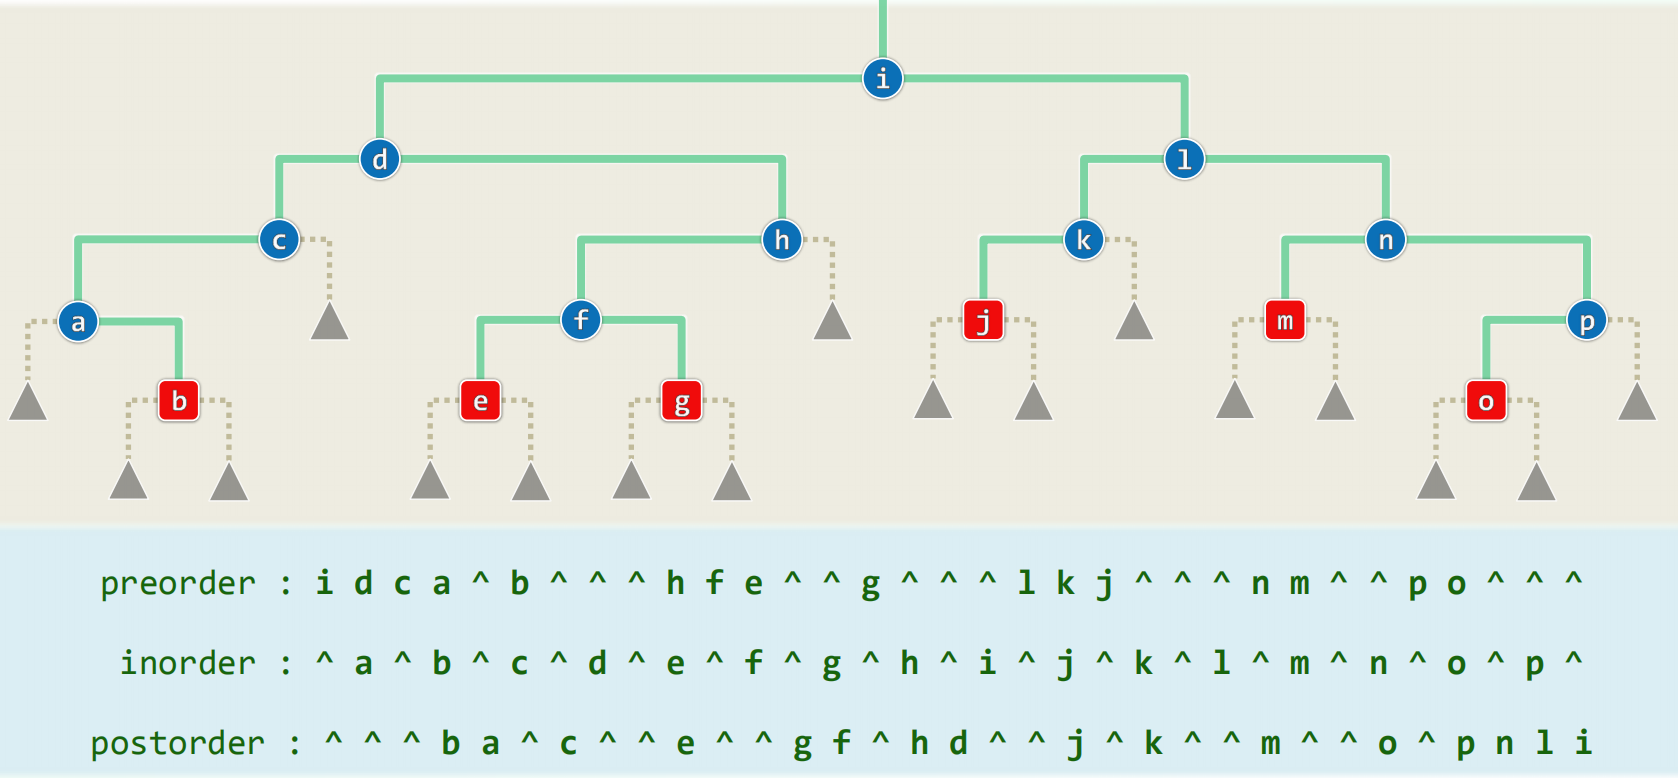 i
d l
c h k n
a f j m p
b e g o
preorder : i d c a ^ b ^ ^ ^ h f e ^ ^ g ^ ^ ^ l k j ^ ^ ^ n m ^ ^ p o ^ ^ ^
inorder : ^ a ^ b ^ c ^ d ^ e ^ f ^ g ^ h ^ i ^ j ^ k ^ l ^ m ^ n ^ o ^ p ^
postorder : ^ ^ ^ b a ^ c ^ ^ e ^ ^ g f ^ h d ^ ^ j ^ k ^ ^ m ^ ^ o ^ p n l i